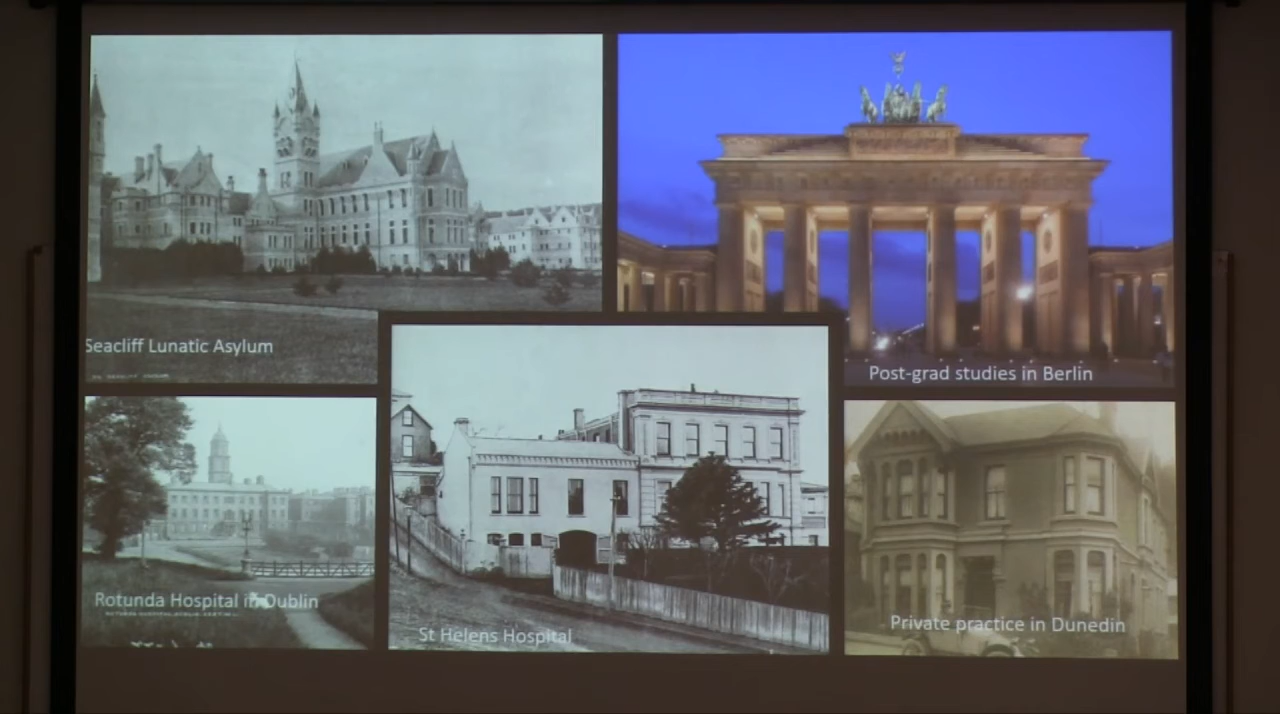 Seacliff Lunatic Asylum
Post-grad studies in Berlin
Rotunda Hospital in Dublin
St Helens Hospital
Private practice in Dunedin